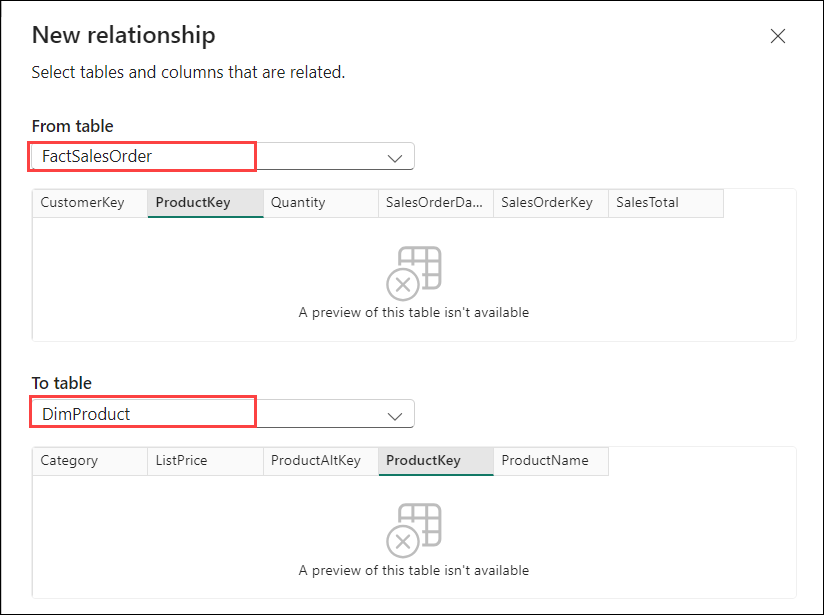 New relationship
Select tables and columns that are related.
From table
FactSalesOrder
CustomerKey ProductKey Quantity SalesOrderDa... SalesOrderKey SalesTotal
A preview of this table isn't available
To table
DimProduct
Category ListPrice ProductAltKey ProductKey ProductName
A preview of this table isn't available